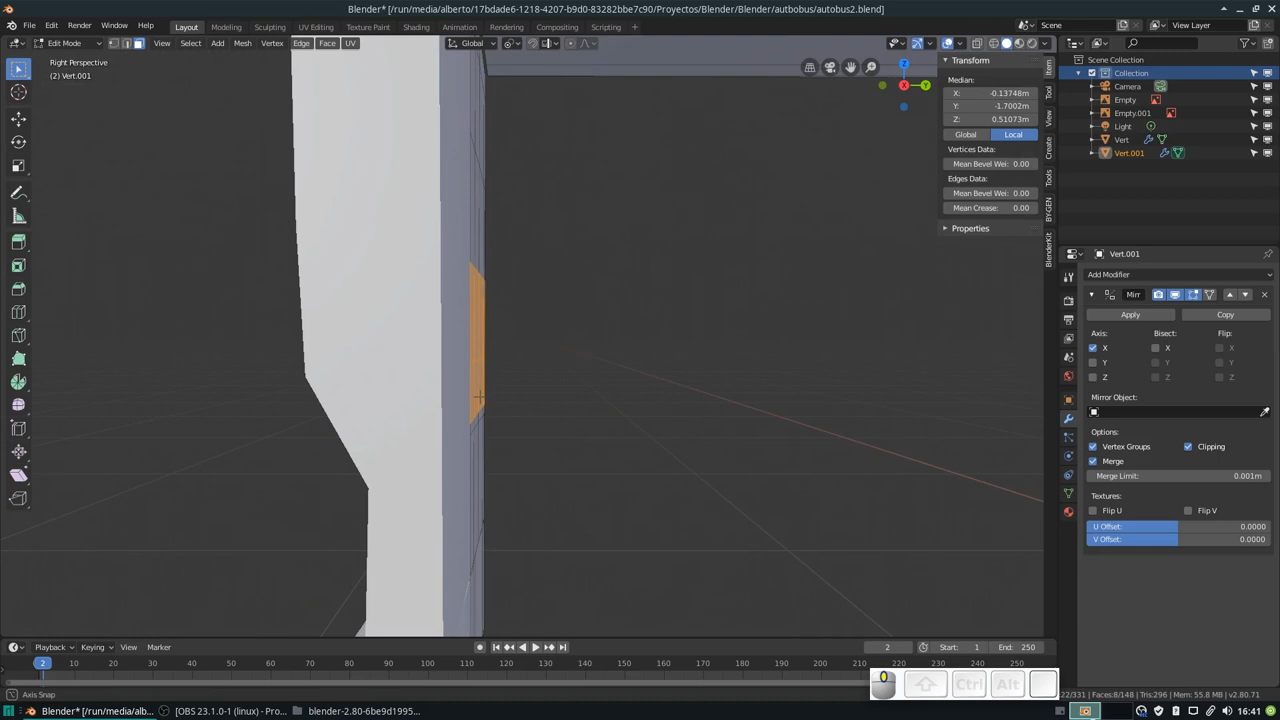 Blender* [/run/media/alberto/17bdade6-1218-4207-b9d0-83282bbe7c90/Proyectos/Blender/Blender/autbobus/autobus2.blend]
File Edit Render Window Help Layout Modeling Sculpting UV Editing Texture Paint Shading Animation Rendering Compositing Scripting + Scene View Layer
Edit Mode View Select Add Mesh Vertex Edge Face UV Global
Right Perspective
(2) Vert.001
Z
X
Y
Transform
Median:
X: -0.13748m
Y: -1.7002m
Z: 0.51073m
Global Local
Vertices Data:
Mean Bevel Wei: 0.00
Edges Data:
Mean Bevel Wei: 0.00
Mean Crease: 0.00
Properties
Item
Tool
View
Create
Tools
BY-GEN
BlenderKit
Scene Collection
Collection
Camera
Empty
Empty.001
Light
Vert
Vert.001
Vert.001
Add Modifier
Mirr
Apply Copy
Axis: Bisect: Flip:
X X X
Y Y Y
Z Z Z
Mirror Object:
Options:
Vertex Groups Clipping
Merge
Merge Limit: 0.001m
Textures:
Flip U Flip V
U Offset: 0.0000
V Offset: 0.0000
Playback Keying View Marker 2 Start: 1 End: 250
2 10 20 30 40 50 60 70 80 90 100 110 120 130 140 150 160 170 180 190 200 210 220 230 240 250
Ctrl Alt
Axis Snap
22/331 | Faces:8/148 | Tris:296 | Mem: 55.8 MB | v2.80.71
Blender* [/run/media/alb... [OBS 23.1.0-1 (linux) - Pro... blender-2.80-6be9d1995... 16:41